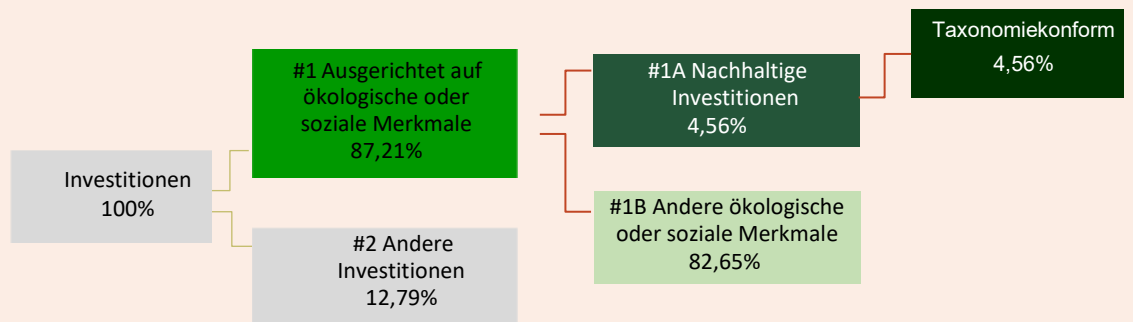 Taxonomiekonform
4,56%
#1 Ausgerichtet auf
ökologische oder
soziale Merkmale
87,21%
#1A Nachhaltige
Investitionen
4,56%
Investitionen
100%
#1B Andere ökologische
oder soziale Merkmale
82,65%
#2 Andere
Investitionen
12,79%